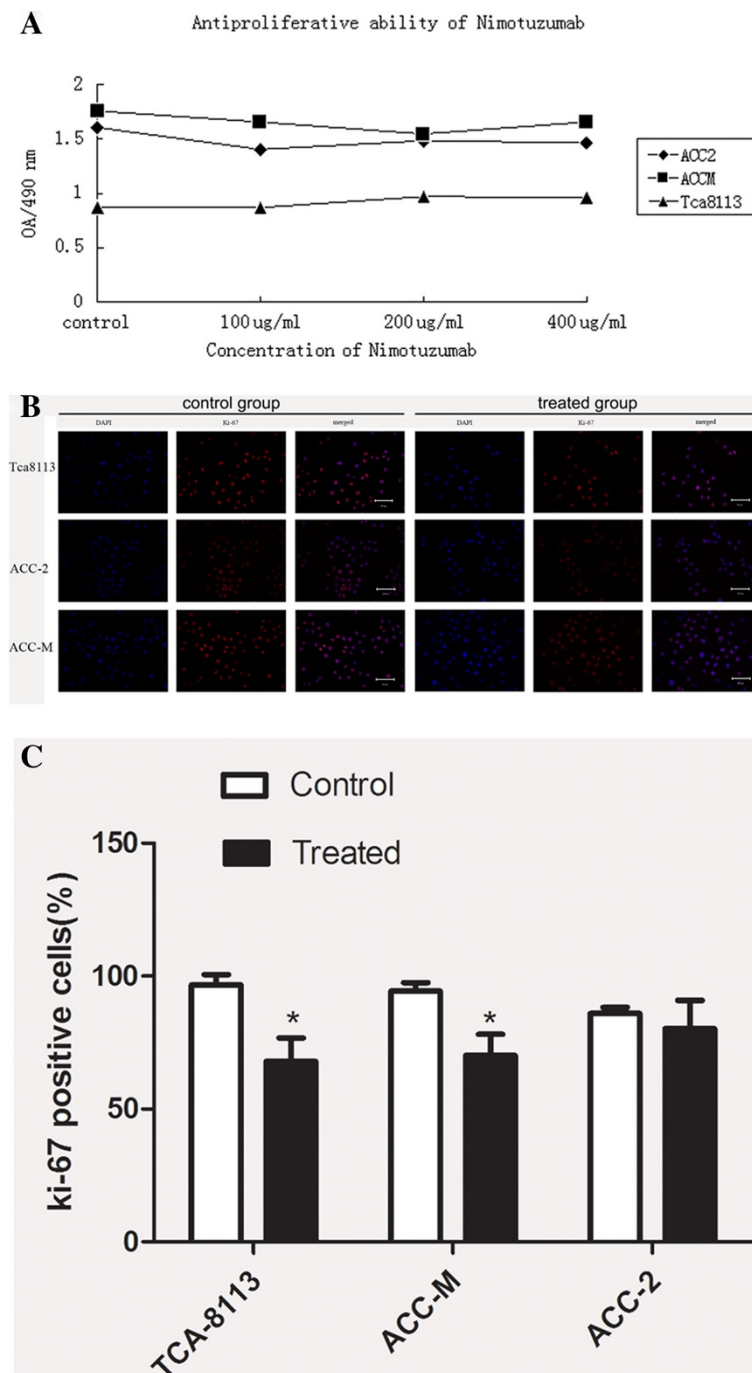 A
Antiproliferative ability of Nimotuzumab
2
1.5
1
0.5
0
OA/490 nm
control 100ug/ml 200ug/ml 400ug/ml
Concentration of Nimotuzumab
ACC2
ACCM
Tca8113
B
control group treated group
DAPI Ki-67 merged DAPI Ki-67 merged
Tca8113
ACC-2
ACC-M
C
Control
Treated
150
100
50
0
ki-67 positive cells(%)
* *
TCA-8113 ACC-M ACC-2